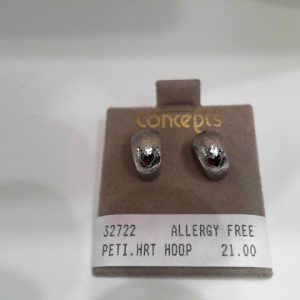 concepts
32722 ALLERGY FREE
PETI.HRT HOOP 21.00